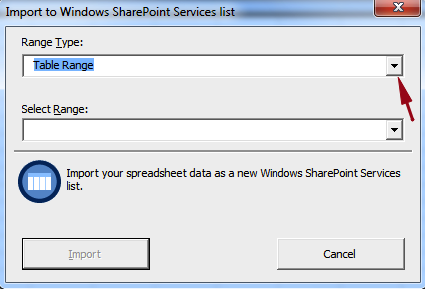 Import to Windows SharePoint Services list
Range Type:
Table Range
Select Range:
Import your spreadsheet data as a new Windows SharePoint Services
list.
Import
Cancel